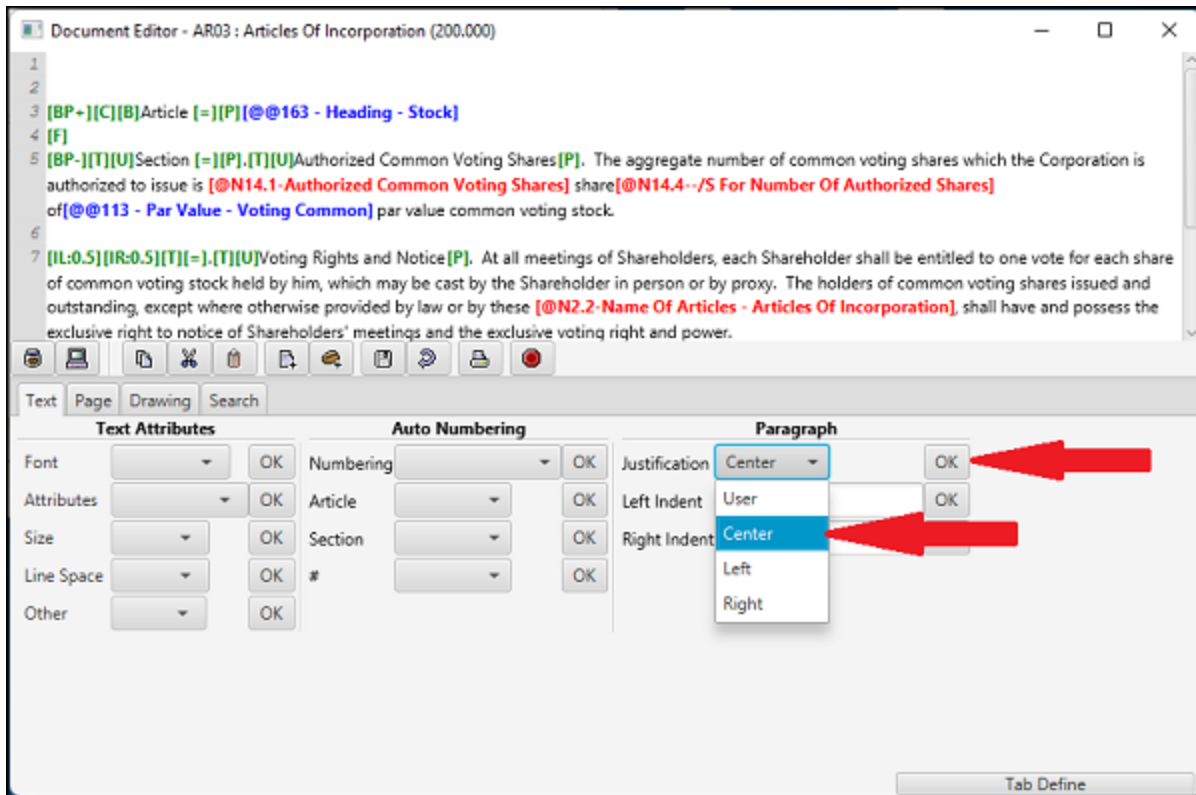 Document Editor - AR03 : Articles Of Incorporation (200.000)
1
2
3 [BP+][C][B]Article [=][P][@@163 - Heading - Stock]
4 [F]
5 [BP-][T][U]Section [=][P].[T][U]Authorized Common Voting Shares[P].  The aggregate number of common voting shares which the Corporation is
authorized to issue is [@N14.1-Authorized Common Voting Shares] share[@N14.4--/S For Number Of Authorized Shares]
of[@@113 - Par Value - Voting Common] par value common voting stock.
6
7 [IL:0.5][IR:0.5][T][=].[T][U]Voting Rights and Notice[P].  At all meetings of Shareholders, each Shareholder shall be entitled to one vote for each share
of common voting stock held by him, which may be cast by the Shareholder in person or by proxy.  The holders of common voting shares issued and
outstanding, except where otherwise provided by law or by these [@N2.2-Name Of Articles - Articles Of Incorporation], shall have and possess the
exclusive right to notice of Shareholders' meetings and the exclusive voting right and power.
Text Page Drawing Search
Text Attributes Auto Numbering Paragraph
Font OK Numbering OK Justification Center OK
Attributes OK Article OK Left Indent User OK
Size OK Section OK Right Indent Center
Line Space OK # OK Left
Other OK Right
Tab Define